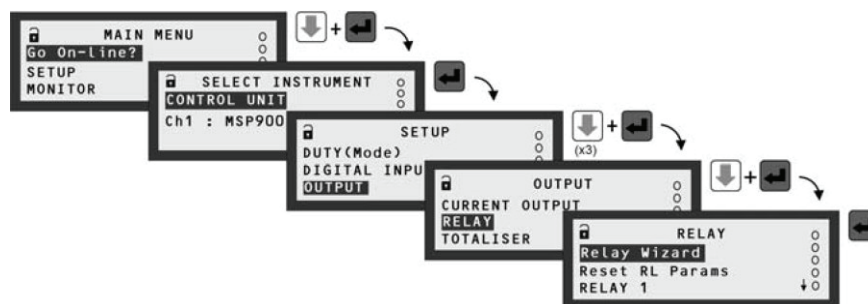 MAIN MENU
Go On-line?
SETUP
MONITOR
+
SELECT INSTRUMENT
CONTROL UNIT
Ch1 : MSP900
SETUP
DUTY(Mode)
DIGITAL INPU
OUTPUT
+
(x3)
OUTPUT
CURRENT OUTPUT
RELAY
TOTALISER
+
RELAY
Relay Wizard
Reset RL Params
RELAY 1